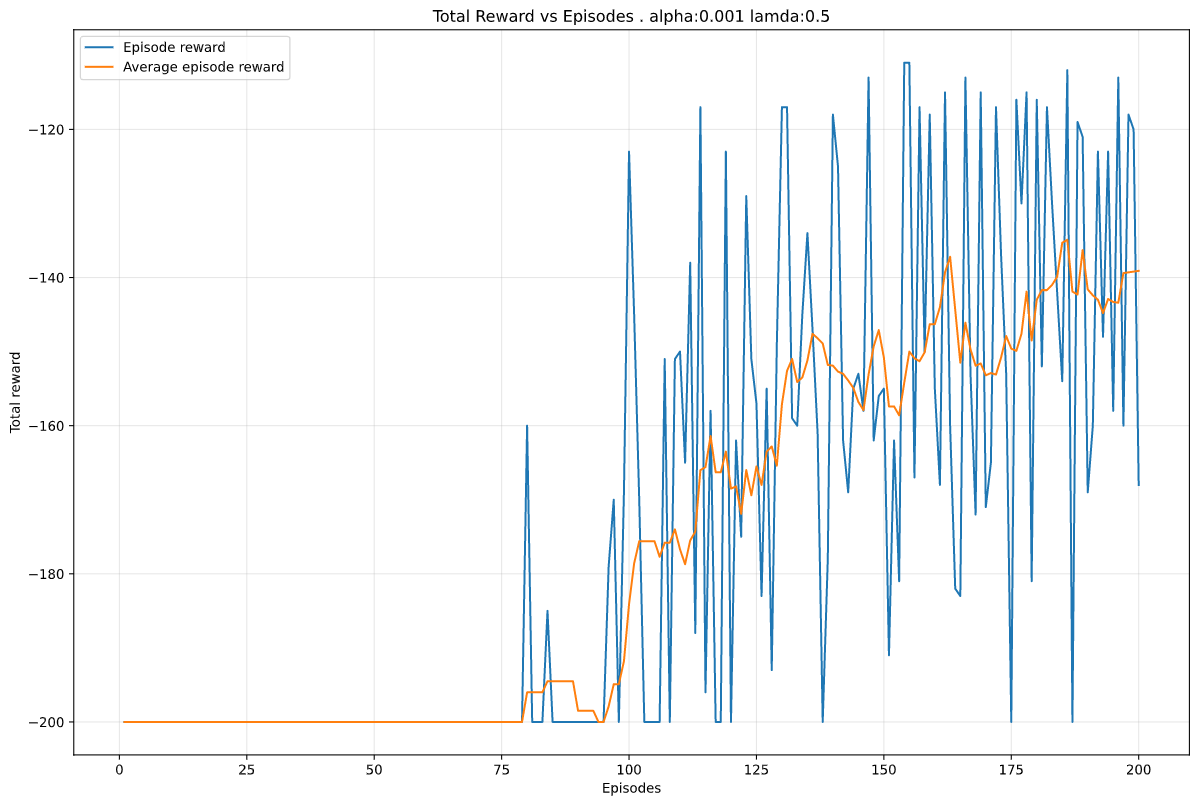 Total Reward vs Episodes . alpha:0.001 lamda:0.5
Episode reward
Average episode reward
−120
−140
−160
−180
−200
Total reward
0 25 50 75 100 125 150 175 200
Episodes